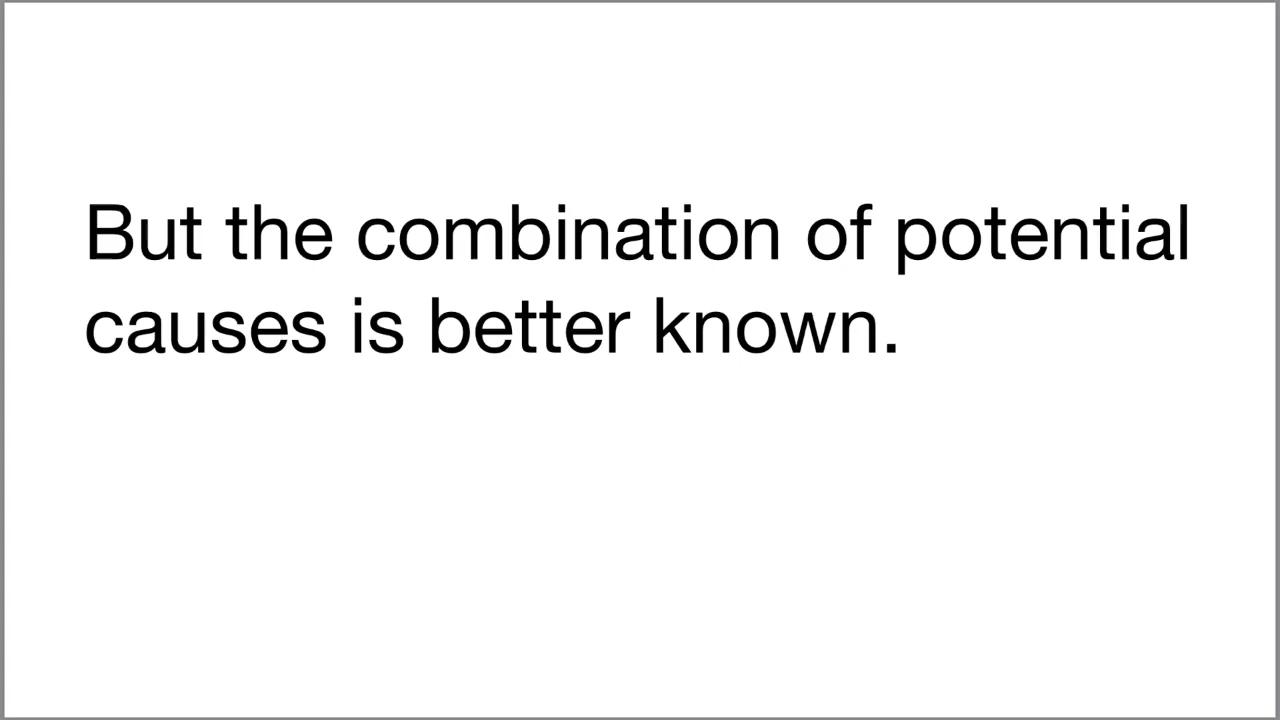 But the combination of potential
causes is better known.